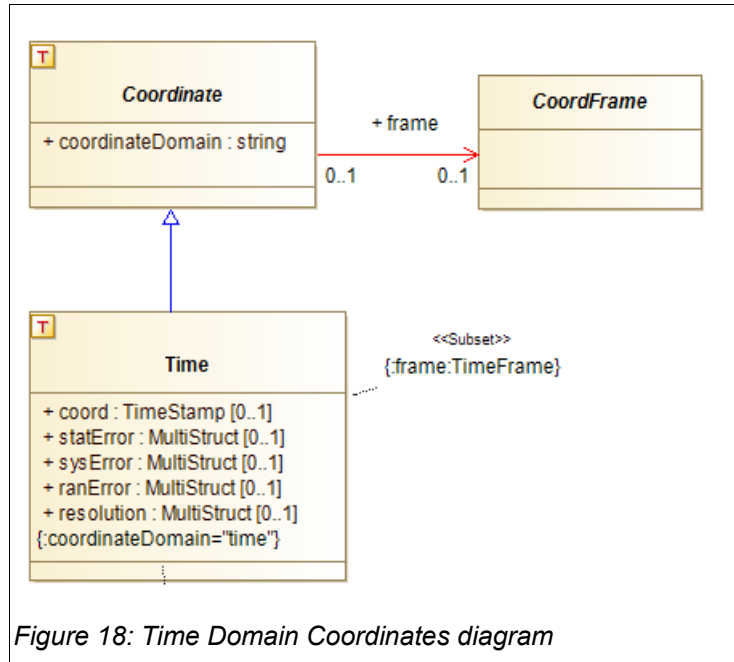 T
Coordinate
+ coordinateDomain : string
CoordFrame
+ frame
0..1
0..1
T
Time
+ coord : TimeStamp [0..1]
+ statError : MultiStruct [0..1]
+ sysError : MultiStruct [0..1]
+ ranError : MultiStruct [0..1]
+ resolution : MultiStruct [0..1]
{:coordinateDomain="time"}
<<Subset>>
{:frame:TimeFrame}
Figure 18: Time Domain Coordinates diagram